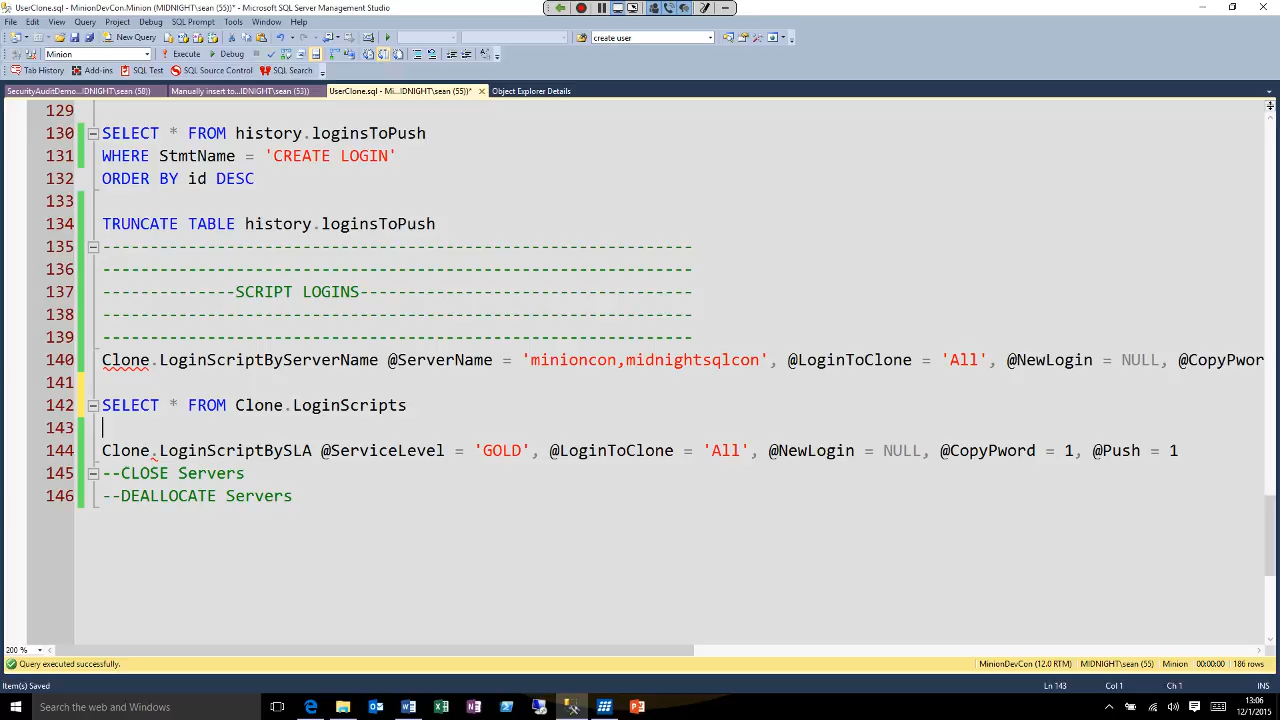 UserClone.sql - MinionDevCon.Minion (MIDNIGHT\sean (55))* - Microsoft SQL Server Management Studio
File Edit View Query Project Debug SQL Prompt Tools Window Help
New Query create user
Minion Execute Debug
Tab History Add-ins SQL Test SQL Source Control SQL Search
SecurityAuditDemo...IDNIGHT\sean (58)) Manually insert to...IDNIGHT\sean (53)) UserClone.sql - Mi...IDNIGHT\sean (55))* Object Explorer Details
129
130 SELECT * FROM history.loginsToPush
131 WHERE StmtName = 'CREATE LOGIN'
132 ORDER BY id DESC
133
134 TRUNCATE TABLE history.loginsToPush
135 --------------------------------------------------------------
136 --------------------------------------------------------------
137 --------------SCRIPT LOGINS-----------------------------------
138 --------------------------------------------------------------
139 --------------------------------------------------------------
140 Clone.LoginScriptByServerName @ServerName = 'minioncon,midnightsqlcon', @LoginToClone = 'All', @NewLogin = NULL, @CopyPwor
141
142 SELECT * FROM Clone.LoginScripts
143
144 Clone.LoginScriptBySLA @ServiceLevel = 'GOLD', @LoginToClone = 'All', @NewLogin = NULL, @CopyPword = 1, @Push = 1
145 --CLOSE Servers
146 --DEALLOCATE Servers
200 %
Query executed successfully. MinionDevCon (12.0 RTM) MIDNIGHT\sean (55) Minion 00:00:00 186 rows
Item(s) Saved Ln 143 Col 1 Ch 1 INS
Search the web and Windows 13:06
12/1/2015